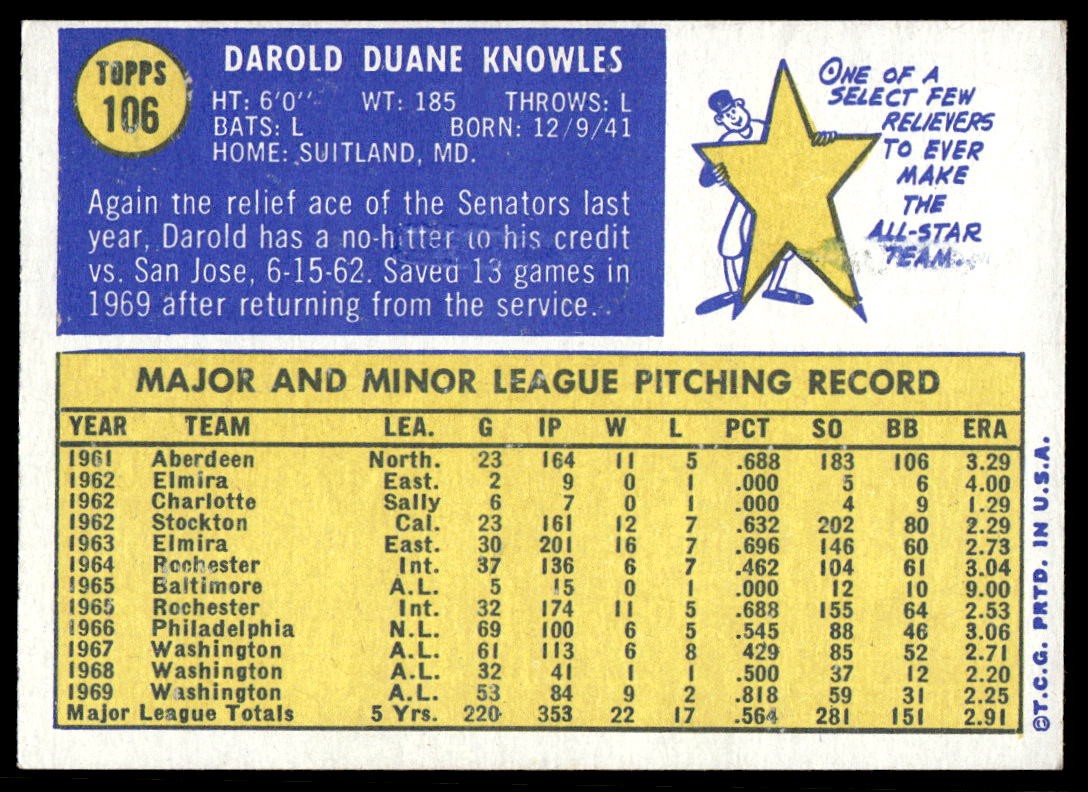 TOPPS
106
DAROLD DUANE KNOWLES
HT: 6'0" WT: 185 THROWS: L
BATS: L BORN: 12/9/41
HOME: SUITLAND, MD.
Again the relief ace of the Senators last
year, Darold has a no-hitter to his credit
vs. San Jose, 6-15-62. Saved 13 games in
1969 after returning from the service.
ONE OF A
SELECT FEW
RELIEVERS
TO EVER
MAKE
THE
ALL-STAR
TEAM.
MAJOR AND MINOR LEAGUE PITCHING RECORD
YEAR TEAM LEA. G IP W L PCT SO BB ERA
1961 Aberdeen North. 23 164 11 5 .688 183 106 3.29
1962 Elmira East. 2 9 0 1 .000 5 6 4.00
1962 Charlotte Sally 6 7 0 1 .000 4 9 1.29
1962 Stockton Cal. 23 161 12 7 .632 202 80 2.29
1963 Elmira East. 30 201 16 7 .696 146 60 2.73
1964 Rochester Int. 37 136 6 7 .462 104 61 3.04
1965 Baltimore A.L. 5 15 0 1 .000 12 10 9.00
1965 Rochester Int. 32 174 11 5 .688 155 64 2.53
1966 Philadelphia N.L. 69 100 6 5 .545 88 46 3.06
1967 Washington A.L. 61 113 6 8 .429 85 52 2.71
1968 Washington A.L. 32 41 1 1 .500 37 12 2.20
1969 Washington A.L. 53 84 9 2 .818 59 31 2.25
Major League Totals 5 Yrs. 220 353 22 17 .564 281 151 2.91
©T.C.G. PRTD. IN U.S.A.